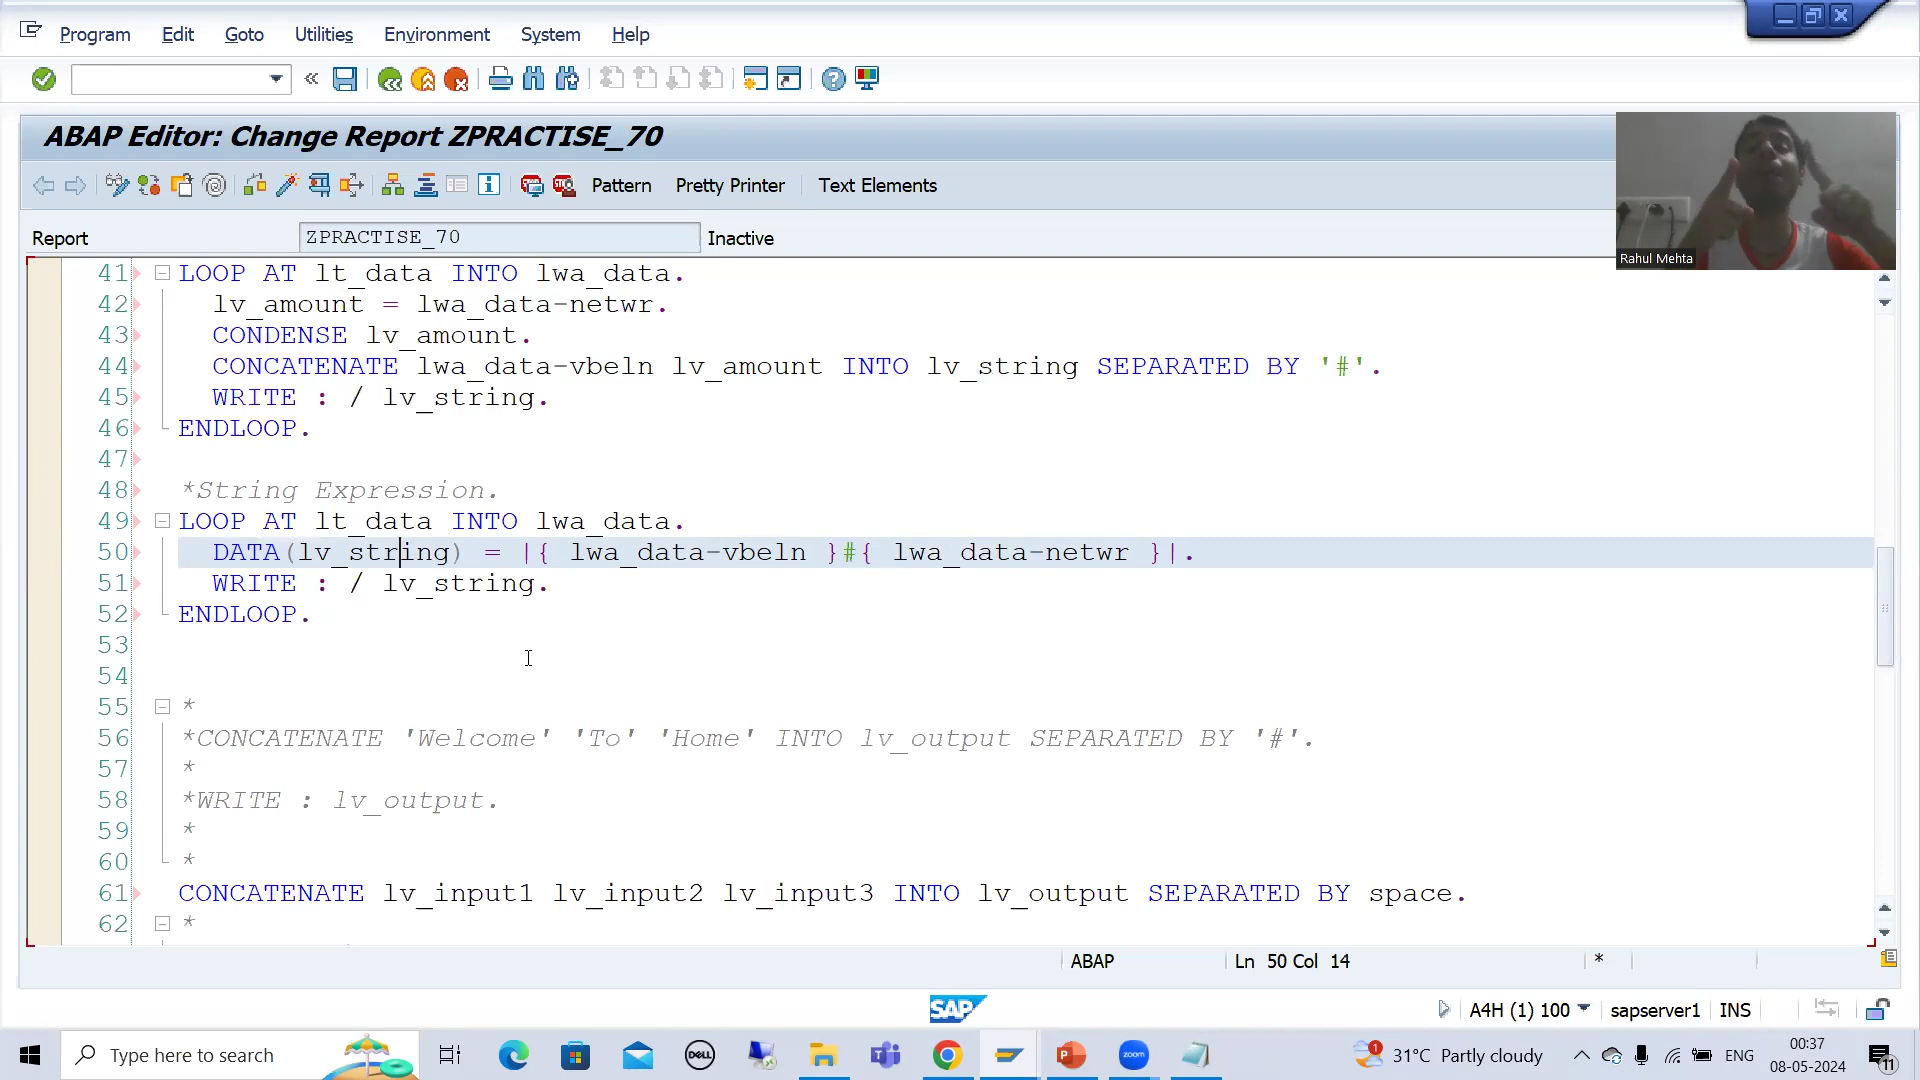 Program Edit Goto Utilities Environment System Help
ABAP Editor: Change Report ZPRACTISE_70
Pattern Pretty Printer Text Elements
Report ZPRACTISE_70 Inactive
Rahul Mehta
41 LOOP AT lt_data INTO lwa_data.
42 lv_amount = lwa_data-netwr.
43 CONDENSE lv_amount.
44 CONCATENATE lwa_data-vbeln lv_amount INTO lv_string SEPARATED BY '#'.
45 WRITE : / lv_string.
46 ENDLOOP.
47
48 *String Expression.
49 LOOP AT lt_data INTO lwa_data.
50 DATA(lv_string) = |{ lwa_data-vbeln }#{ lwa_data-netwr }|.
51 WRITE : / lv_string.
52 ENDLOOP.
53
54
55 *
56 *CONCATENATE 'Welcome' 'To' 'Home' INTO lv_output SEPARATED BY '#'.
57 *
58 *WRITE : lv_output.
59 *
60 *
61 CONCATENATE lv_input1 lv_input2 lv_input3 INTO lv_output SEPARATED BY space.
62 *
ABAP Ln 50 Col 14 *
SAP
A4H (1) 100 sapserver1 INS
Type here to search
DELL
zoom
1
31°C Partly cloudy
ENG
00:37
08-05-2024
11